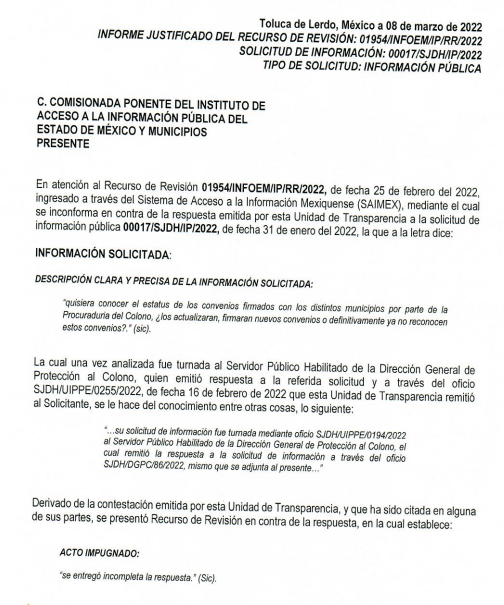 Toluca de Lerdo, México a 08 de marzo de 2022
INFORME JUSTIFICADO DEL RECURSO DE REVISIÓN: 01954/INFOEM/IP/RR/2022
SOLICITUD DE INFORMACIÓN: 00017/SJDH/IP/2022
TIPO DE SOLICITUD: INFORMACIÓN PÚBLICA
C. COMISIONADA PONENTE DEL INSTITUTO DE
ACCESO A LA INFORMACIÓN PÚBLICA DEL
ESTADO DE MÉXICO Y MUNICIPIOS
PRESENTE
En atención al Recurso de Revisión 01954/INFOEM/IP/RR/2022, de fecha 25 de febrero del 2022,
ingresado a través del Sistema de Acceso a la Información Mexiquense (SAIMEX), mediante el cual
se inconforma en contra de la respuesta emitida por esta Unidad de Transparencia a la solicitud de
información pública 00017/SJDH/IP/2022, de fecha 31 de enero del 2022, la que a la letra dice:
INFORMACIÓN SOLICITADA:
DESCRIPCIÓN CLARA Y PRECISA DE LA INFORMACIÓN SOLICITADA:
"quisiera conocer el estatus de los convenios firmados con los distintos municipios por parte de la
Procuraduria del Colono, ¿los actualizaran, firmaran nuevos convenios o definitivamente ya no reconocen
estos convenios?." (sic).
La cual una vez analizada fue turnada al Servidor Público Habilitado de la Dirección General de
Protección al Colono, quien emitió respuesta a la referida solicitud y a través del oficio
SJDH/UIPPE/0255/2022, de fecha 16 de febrero de 2022 que esta Unidad de Transparencia remitió
al Solicitante, se le hace del conocimiento entre otras cosas, lo siguiente:
"…su solicitud de información fue turnada mediante oficio SJDH/UIPPE/0194/2022
al Servidor Público Habilitado de la Dirección General de Protección al Colono, el
cual remitió la respuesta a la solicitud de información a través del oficio
SJDH/DGPC/86/2022, mismo que se adjunta al presente…"
Derivado de la contestación emitida por esta Unidad de Transparencia, y que ha sido citada en alguna
de sus partes, se presentó Recurso de Revisión en contra de la respuesta, en la cual establece:
ACTO IMPUGNADO:
"se entregó incompleta la respuesta." (Sic).